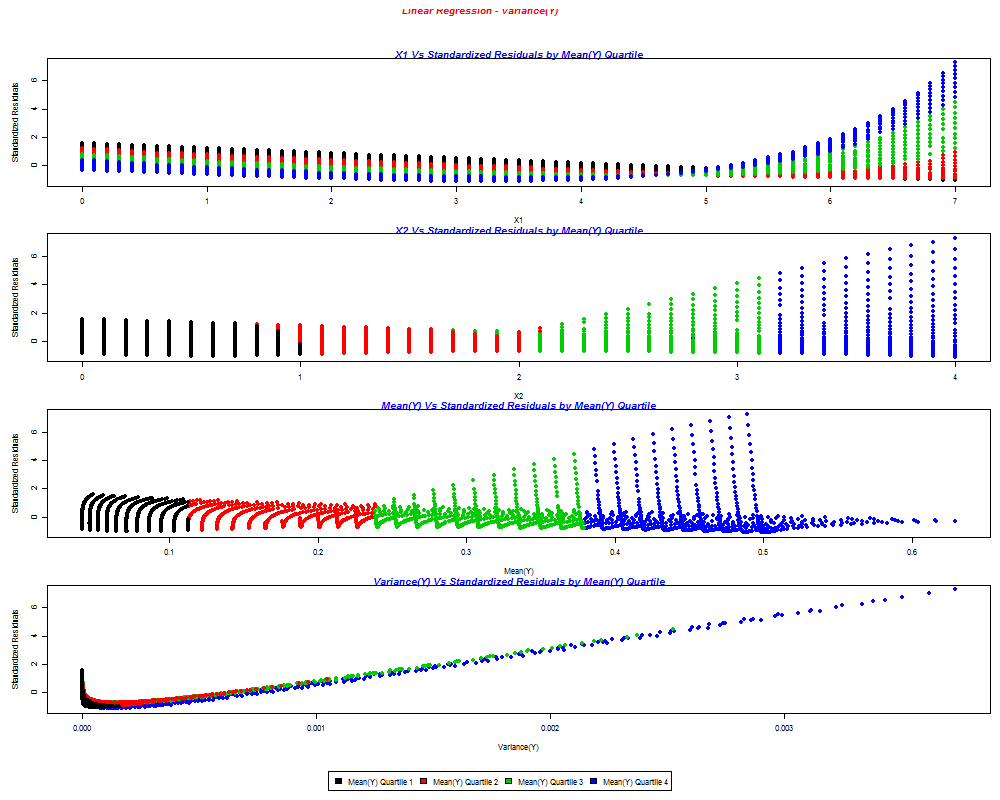 Linear Regression - Variance(Y)
X1 Vs Standardized Residuals by Mean(Y) Quartile
Standardized Residuals
0 2 4 6
0 1 2 3 4 5 6 7
X1
X2 Vs Standardized Residuals by Mean(Y) Quartile
Standardized Residuals
0 2 4 6
0 1 2 3 4
X2
Mean(Y) Vs Standardized Residuals by Mean(Y) Quartile
Standardized Residuals
0 2 4 6
0.1 0.2 0.3 0.4 0.5 0.6
Mean(Y)
Variance(Y) Vs Standardized Residuals by Mean(Y) Quartile
Standardized Residuals
0 2 4 6
0.000 0.001 0.002 0.003
Variance(Y)
Mean(Y) Quartile 1 Mean(Y) Quartile 2 Mean(Y) Quartile 3 Mean(Y) Quartile 4